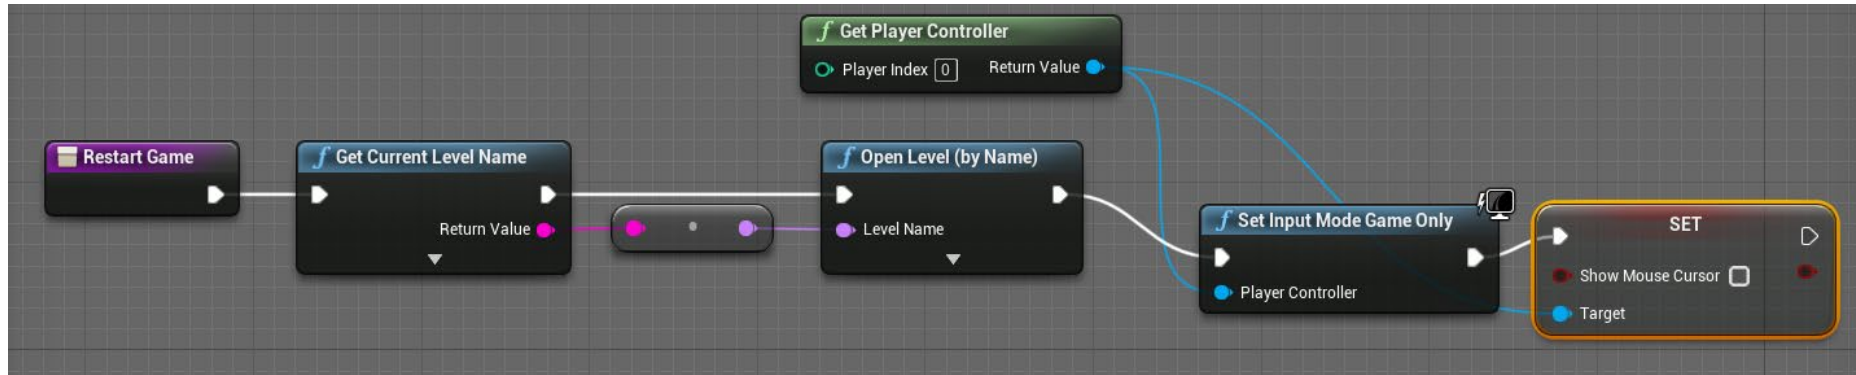 Get Player Controller
Player Index 0 Return Value
Restart Game
Get Current Level Name
Return Value
Open Level (by Name)
Level Name
Set Input Mode Game Only
Player Controller
SET
Show Mouse Cursor
Target